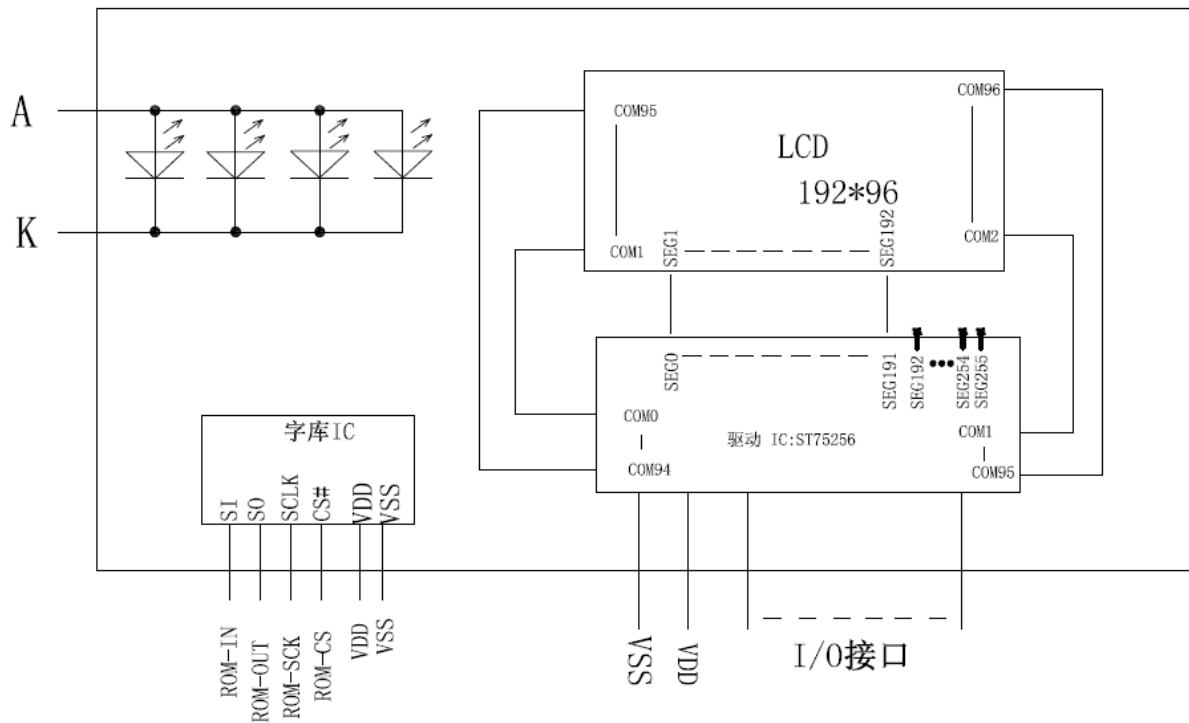 A
K
COM95
COM96
LCD
192*96
COM1
SEG1
SEG192
COM2
SEG0
SEG191
SEG192
SEG254
SEG255
COM0
COM94
驱动 IC:ST75256
COM1
COM95
字库IC
SI
SO
SCLK
CS#
VDD
VSS
ROM-IN
ROM-OUT
ROM-SCK
ROM-CS
VDD
VSS
VSS
VDD
I/O接口